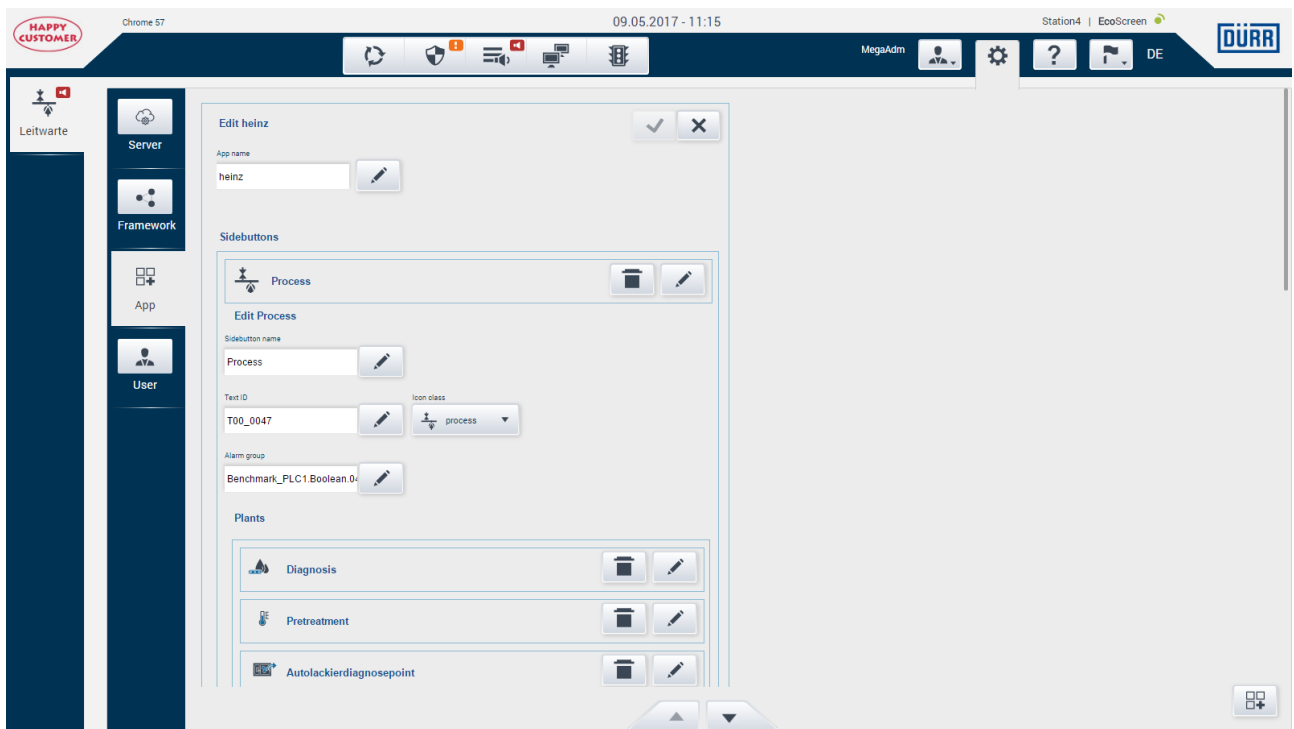 HAPPY
CUSTOMER
Chrome 57
09.05.2017 - 11:15
Station4 | EcoScreen
MegaAdm
?
DE
DÜRR
Leitwarte
Server
Framework
App
User
Edit heinz
App name
heinz
Sidebuttons
Process
Edit Process
Sidebutton name
Process
Text ID
Icon class
T00_0047
process
Alarm group
Benchmark_PLC1.Boolean.04
Plants
Diagnosis
Pretreatment
Autolackierdiagnosepoint